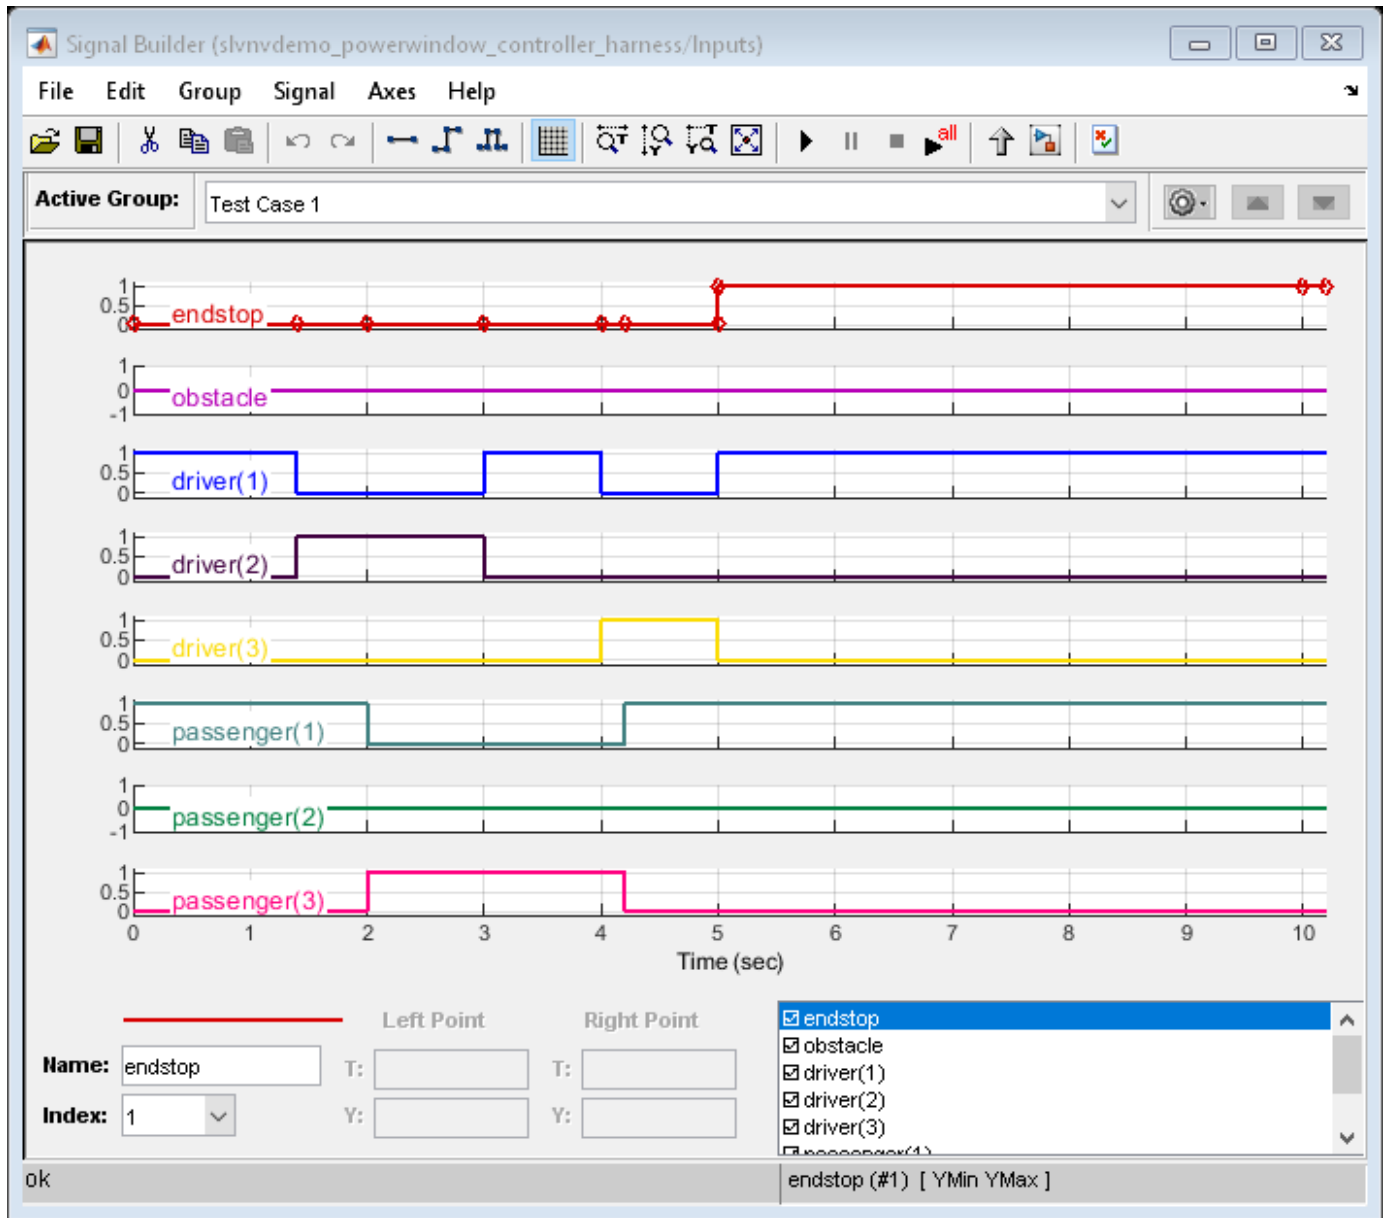 Signal Builder (slvnvdemo_powerwindow_controller_harness/Inputs)
File Edit Group Signal Axes Help
all
Active Group: Test Case 1
1
0.5
0
endstop
1
0
-1
obstacle
1
0.5
0
driver(1)
1
0.5
0
driver(2)
1
0.5
0
driver(3)
1
0.5
0
passenger(1)
1
0
-1
passenger(2)
1
0.5
0
passenger(3)
0 1 2 3 4 5 6 7 8 9 10
Time (sec)
Left Point Right Point
Name: endstop T: T:
Index: 1 Y: Y:
endstop
obstacle
driver(1)
driver(2)
driver(3)
passenger(1)
ok
endstop (#1) [ YMin YMax ]